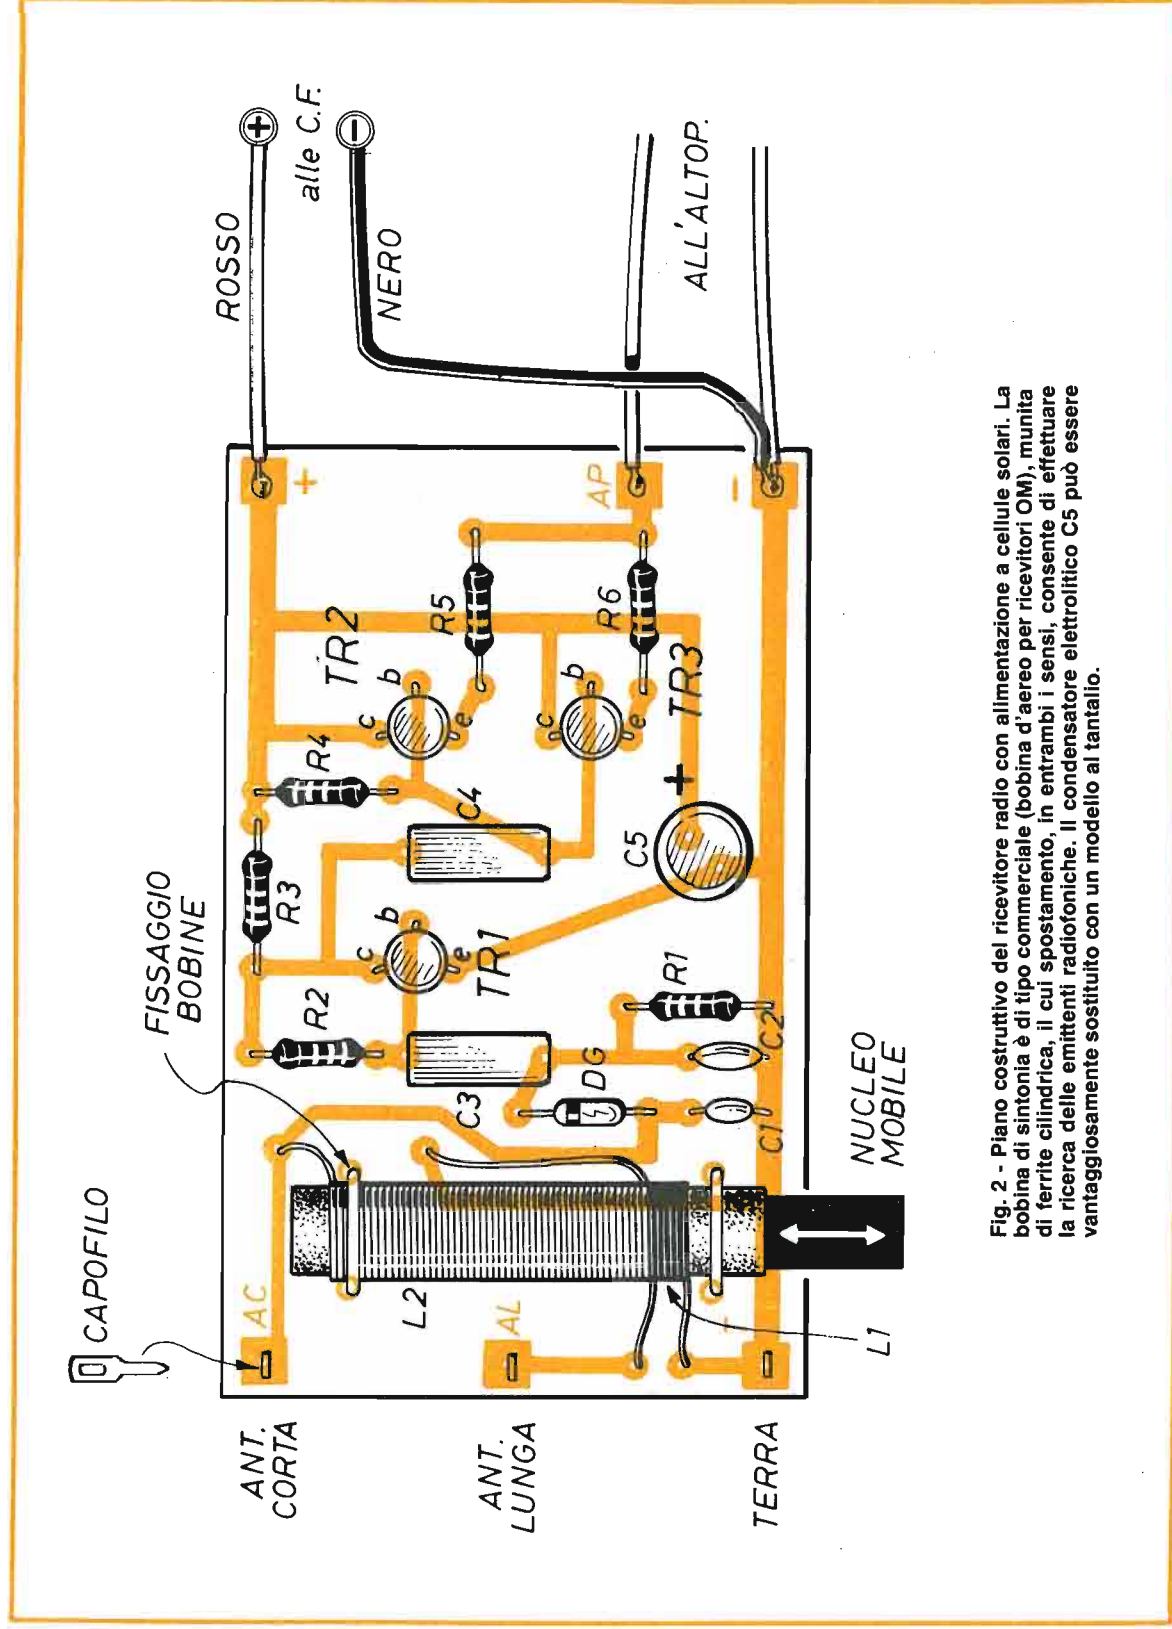 CAPOFILO
FISSAGGIO
BOBINE
ROSSO
+
alle C.F.
-
NERO
ALL'ALTOP.
ANT.
CORTA
ANT.
LUNGA
TERRA
AC
AL
-
+
AP
-
R3
R4
R2
TR2
c
b
e
R5
c
b
e
TR1
C4
c
b
e
TR3
R6
L2
C3
DG
R1
C5
+
C1
C2
L1
NUCLEO
MOBILE
Fig. 2 - Piano costruttivo del ricevitore radio con alimentazione a cellule solari. La
bobina di sintonia è di tipo commerciale (bobina d'aereo per ricevitori OM), munita
di ferrite cilindrica, il cui spostamento, in entrambi i sensi, consente di effettuare
la ricerca delle emittenti radiofoniche. Il condensatore elettrolitico C5 può essere
vantaggiosamente sostituito con un modello al tantalio.